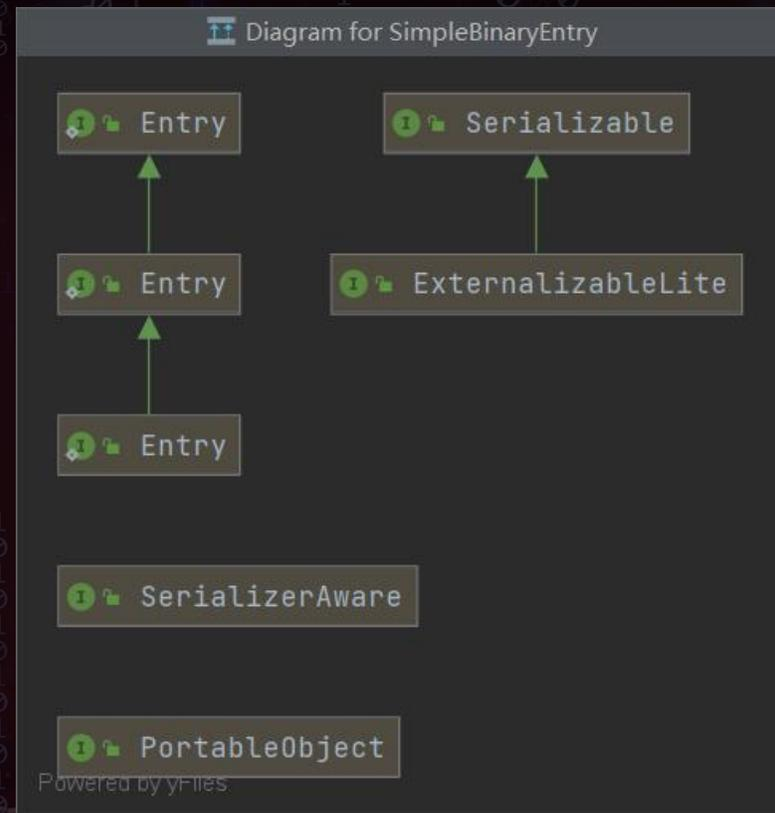 Diagram for SimpleBinaryEntry
Entry
Serializable
Entry
ExternalizableLite
Entry
SerializerAware
PortableObject
Powered by yFiles